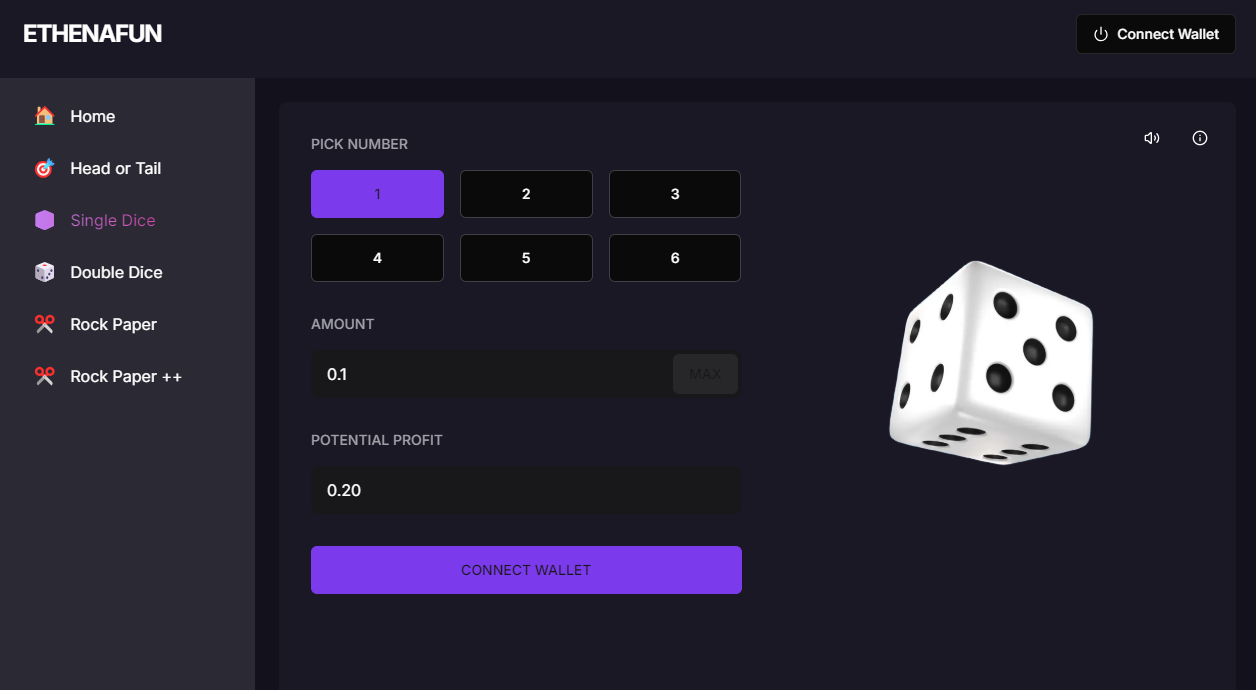 ETHENAFUN
Connect Wallet
Home
Head or Tail
Single Dice
Double Dice
Rock Paper
Rock Paper ++
PICK NUMBER
1 2 3
4 5 6
AMOUNT
0.1 MAX
POTENTIAL PROFIT
0.20
CONNECT WALLET